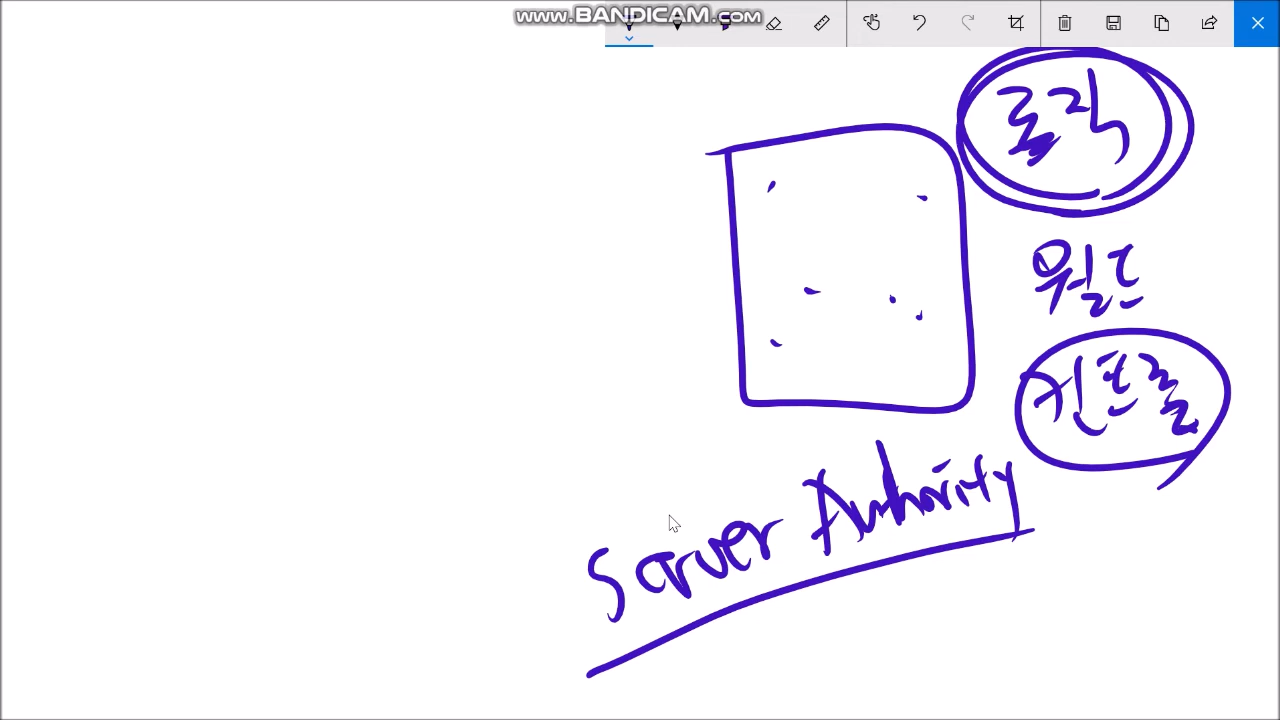 www.BANDICAM.com
로직
월드
컨트롤
Server Authority